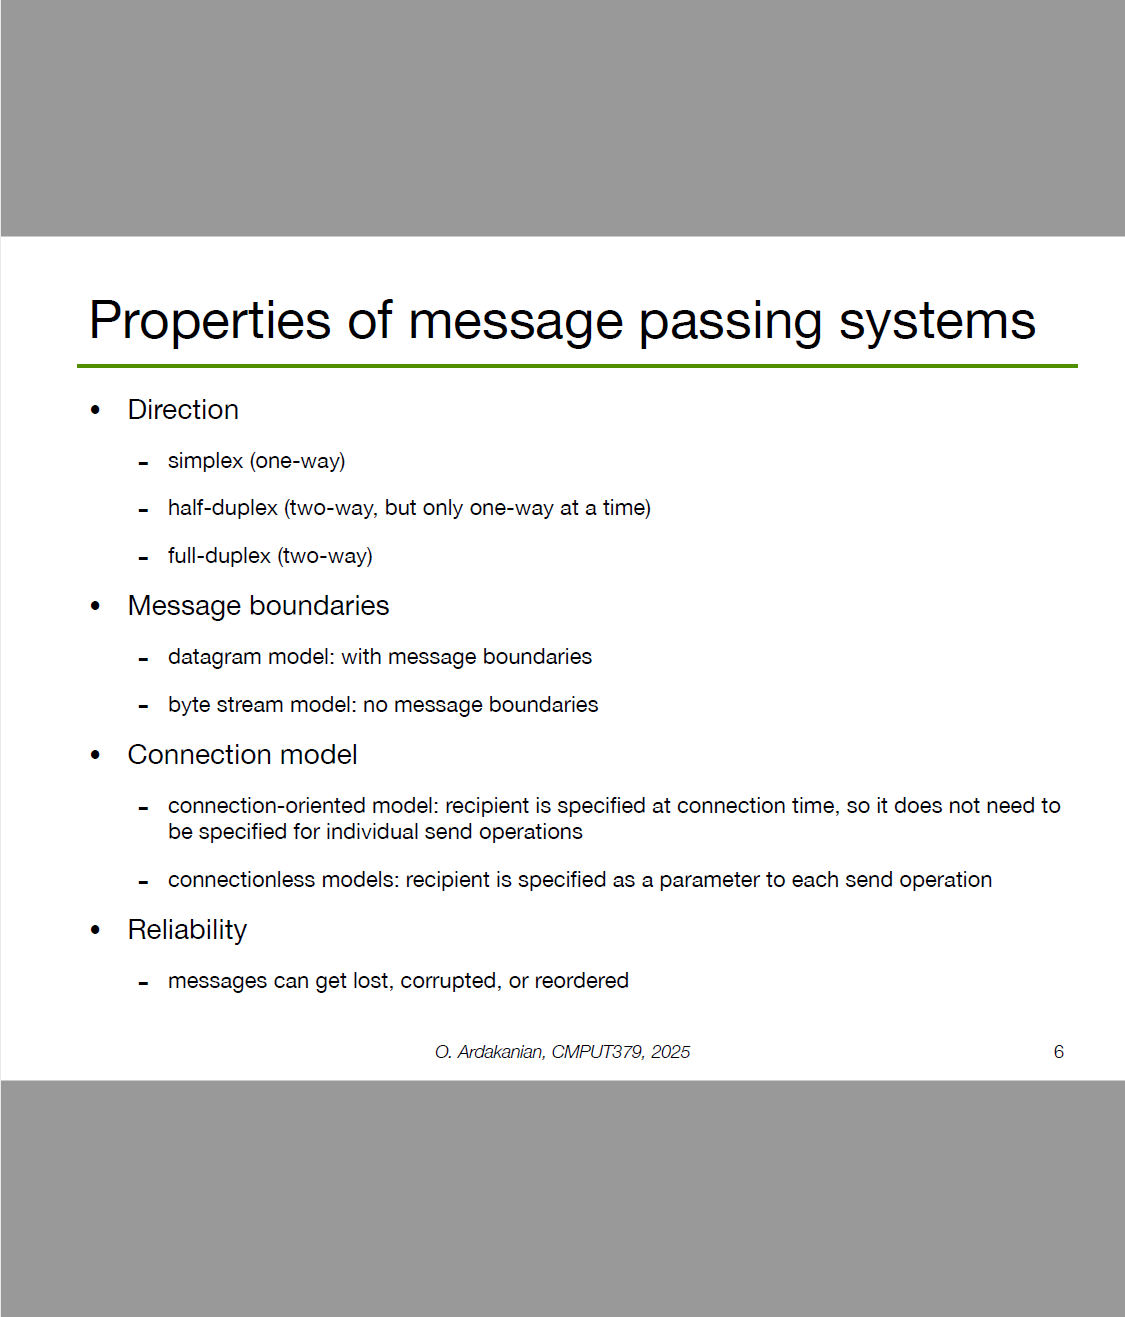 Properties of message passing systems
• Direction
- simplex (one-way)
- half-duplex (two-way, but only one-way at a time)
- full-duplex (two-way)
• Message boundaries
- datagram model: with message boundaries
- byte stream model: no message boundaries
• Connection model
- connection-oriented model: recipient is specified at connection time, so it does not need to
be specified for individual send operations
- connectionless models: recipient is specified as a parameter to each send operation
• Reliability
- messages can get lost, corrupted, or reordered
O. Ardakanian, CMPUT379, 2025
6